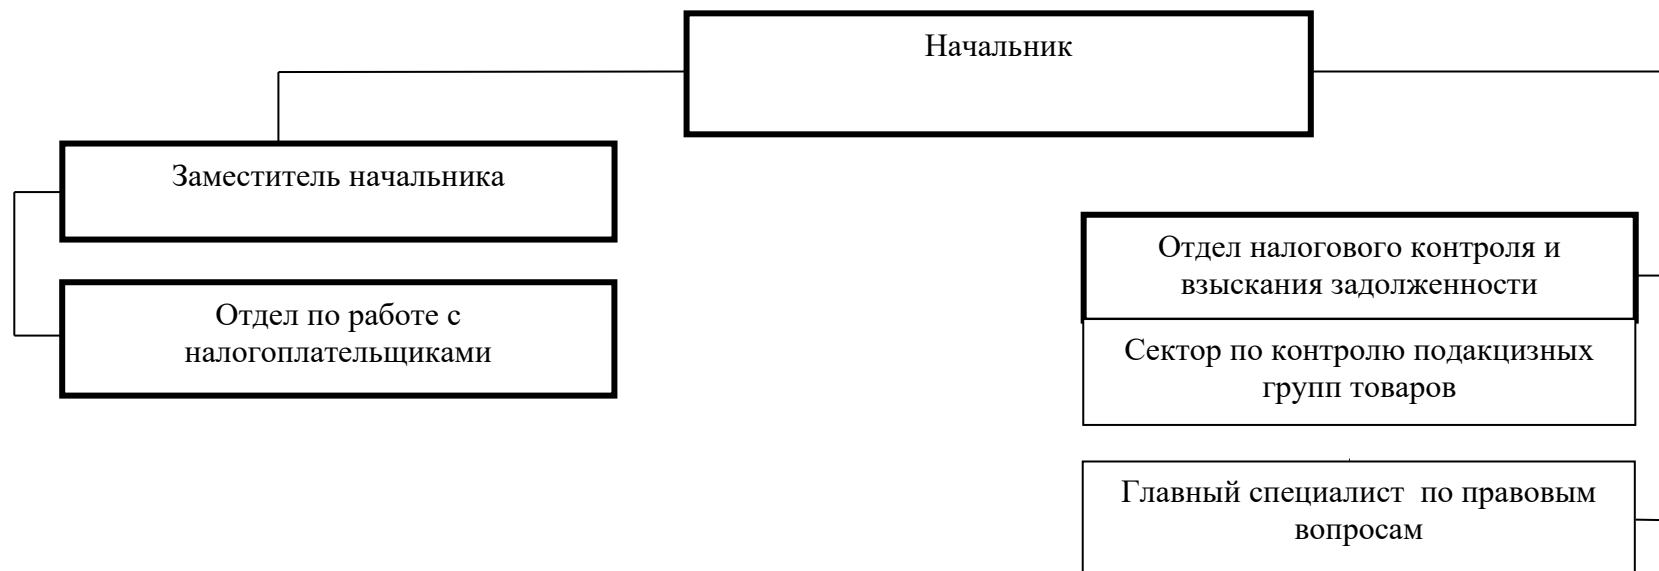 Начальник
Заместитель начальника
Отдел по работе с
налогоплательщиками
Отдел налогового контроля и
взыскания задолженности
Сектор по контролю подакцизных
групп товаров
Главный специалист  по правовым
вопросам